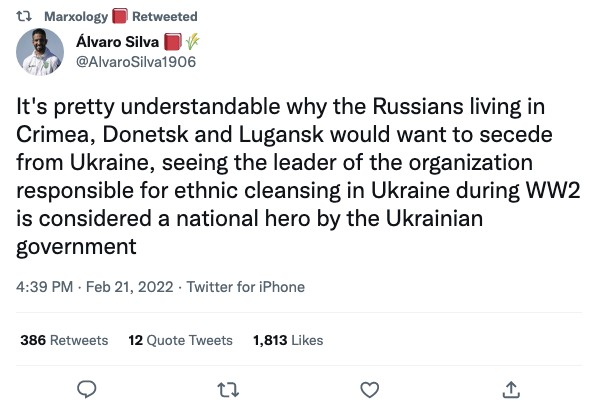 Marxology📕 Retweeted
Álvaro Silva 📕🌾
@AlvaroSilva1906
It's pretty understandable why the Russians living in
Crimea, Donetsk and Lugansk would want to secede
from Ukraine, seeing the leader of the organization
responsible for ethnic cleansing in Ukraine during WW2
is considered a national hero by the Ukrainian
government
4:39 PM · Feb 21, 2022 · Twitter for iPhone
386 Retweets 12 Quote Tweets 1,813 Likes